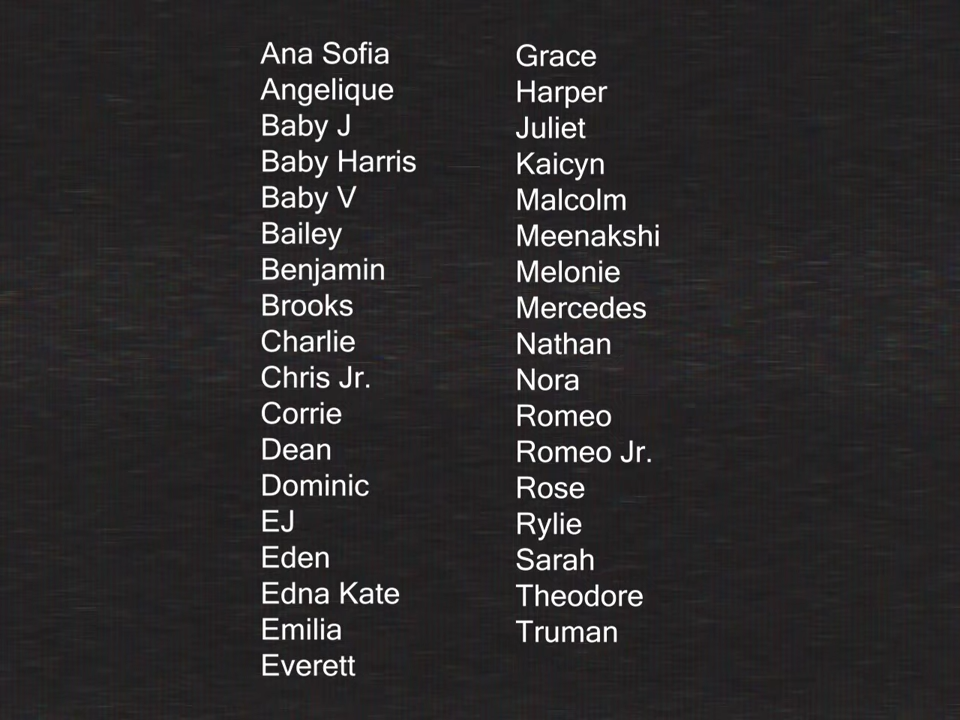 Ana Sofia
Angelique
Baby J
Baby Harris
Baby V
Bailey
Benjamin
Brooks
Charlie
Chris Jr.
Corrie
Dean
Dominic
EJ
Eden
Edna Kate
Emilia
Everett
Grace
Harper
Juliet
Kaicyn
Malcolm
Meenakshi
Melonie
Mercedes
Nathan
Nora
Romeo
Romeo Jr.
Rose
Rylie
Sarah
Theodore
Truman